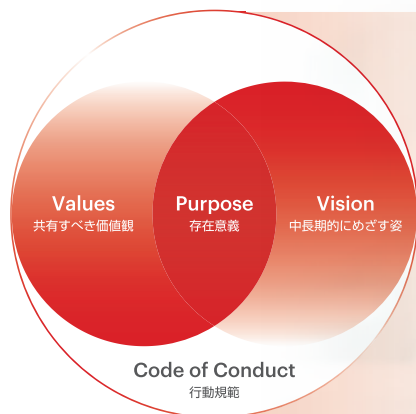 Values
共有すべき価値観
Purpose
存在意義
Vision
中長期的にめざす姿
Code of Conduct
行動規範